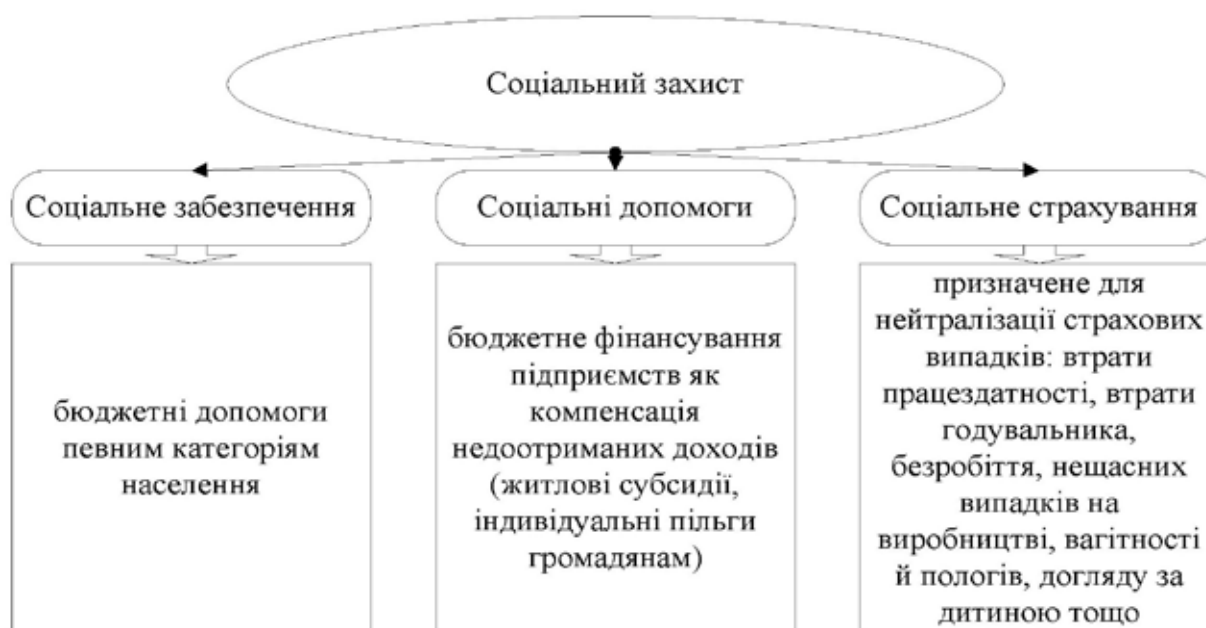 Соціальний захист
Соціальне забезпечення
Соціальні допомоги
Соціальне страхування
бюджетні допомоги
певним категоріям
населення
бюджетне фінансування
підприємств як
компенсація
недоотриманих доходів
(житлові субсидії,
індивідуальні пільги
громадянам)
призначене для
нейтралізації страхових
випадків: втрати
працездатності, втрати
годувальника,
безробіття, нещасних
випадків на
виробництві, вагітності
й пологів, догляду за
дитиною тощо